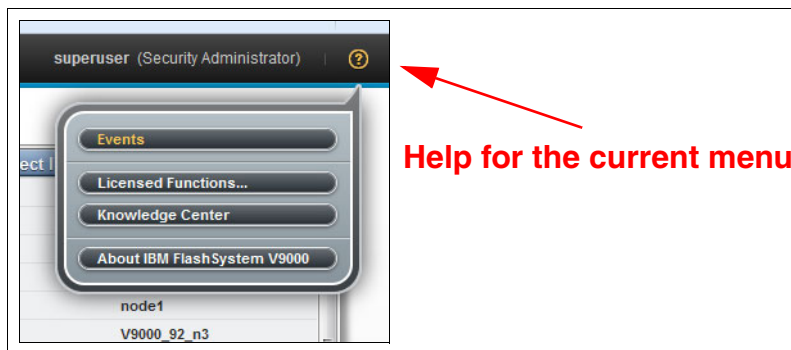 superuser (Security Administrator)
Events
Help for the current menu
ect I
Licensed Functions...
Knowledge Center
About IBM FlashSystem V9000
node1
V9000_92_n3